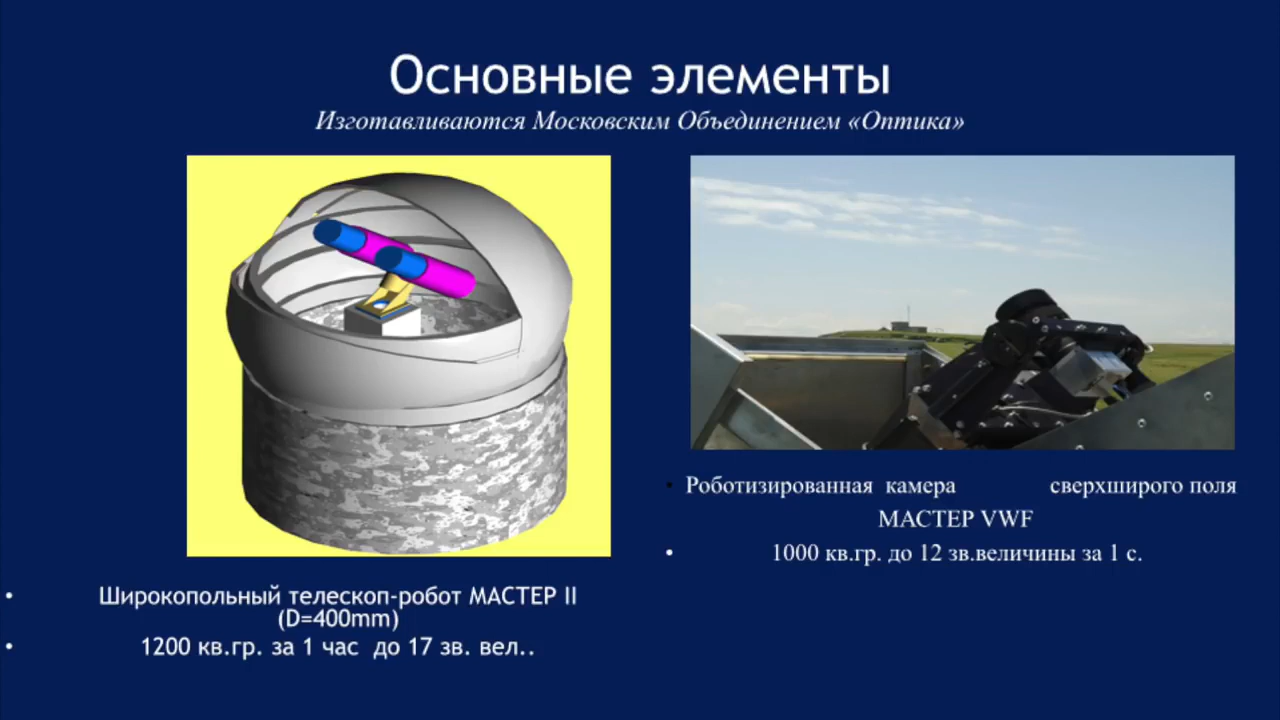 Основные элементы
Изготавливаются Московским Объединением «Оптика»
• Широкопольный телескоп-робот МАСТЕР II
(D=400mm)
• 1200 кв.гр. за 1 час до 17 зв. вел..
• Роботизированная камера сверхширого поля
МАСТЕР VWF
• 1000 кв.гр. до 12 зв.величины за 1 с.